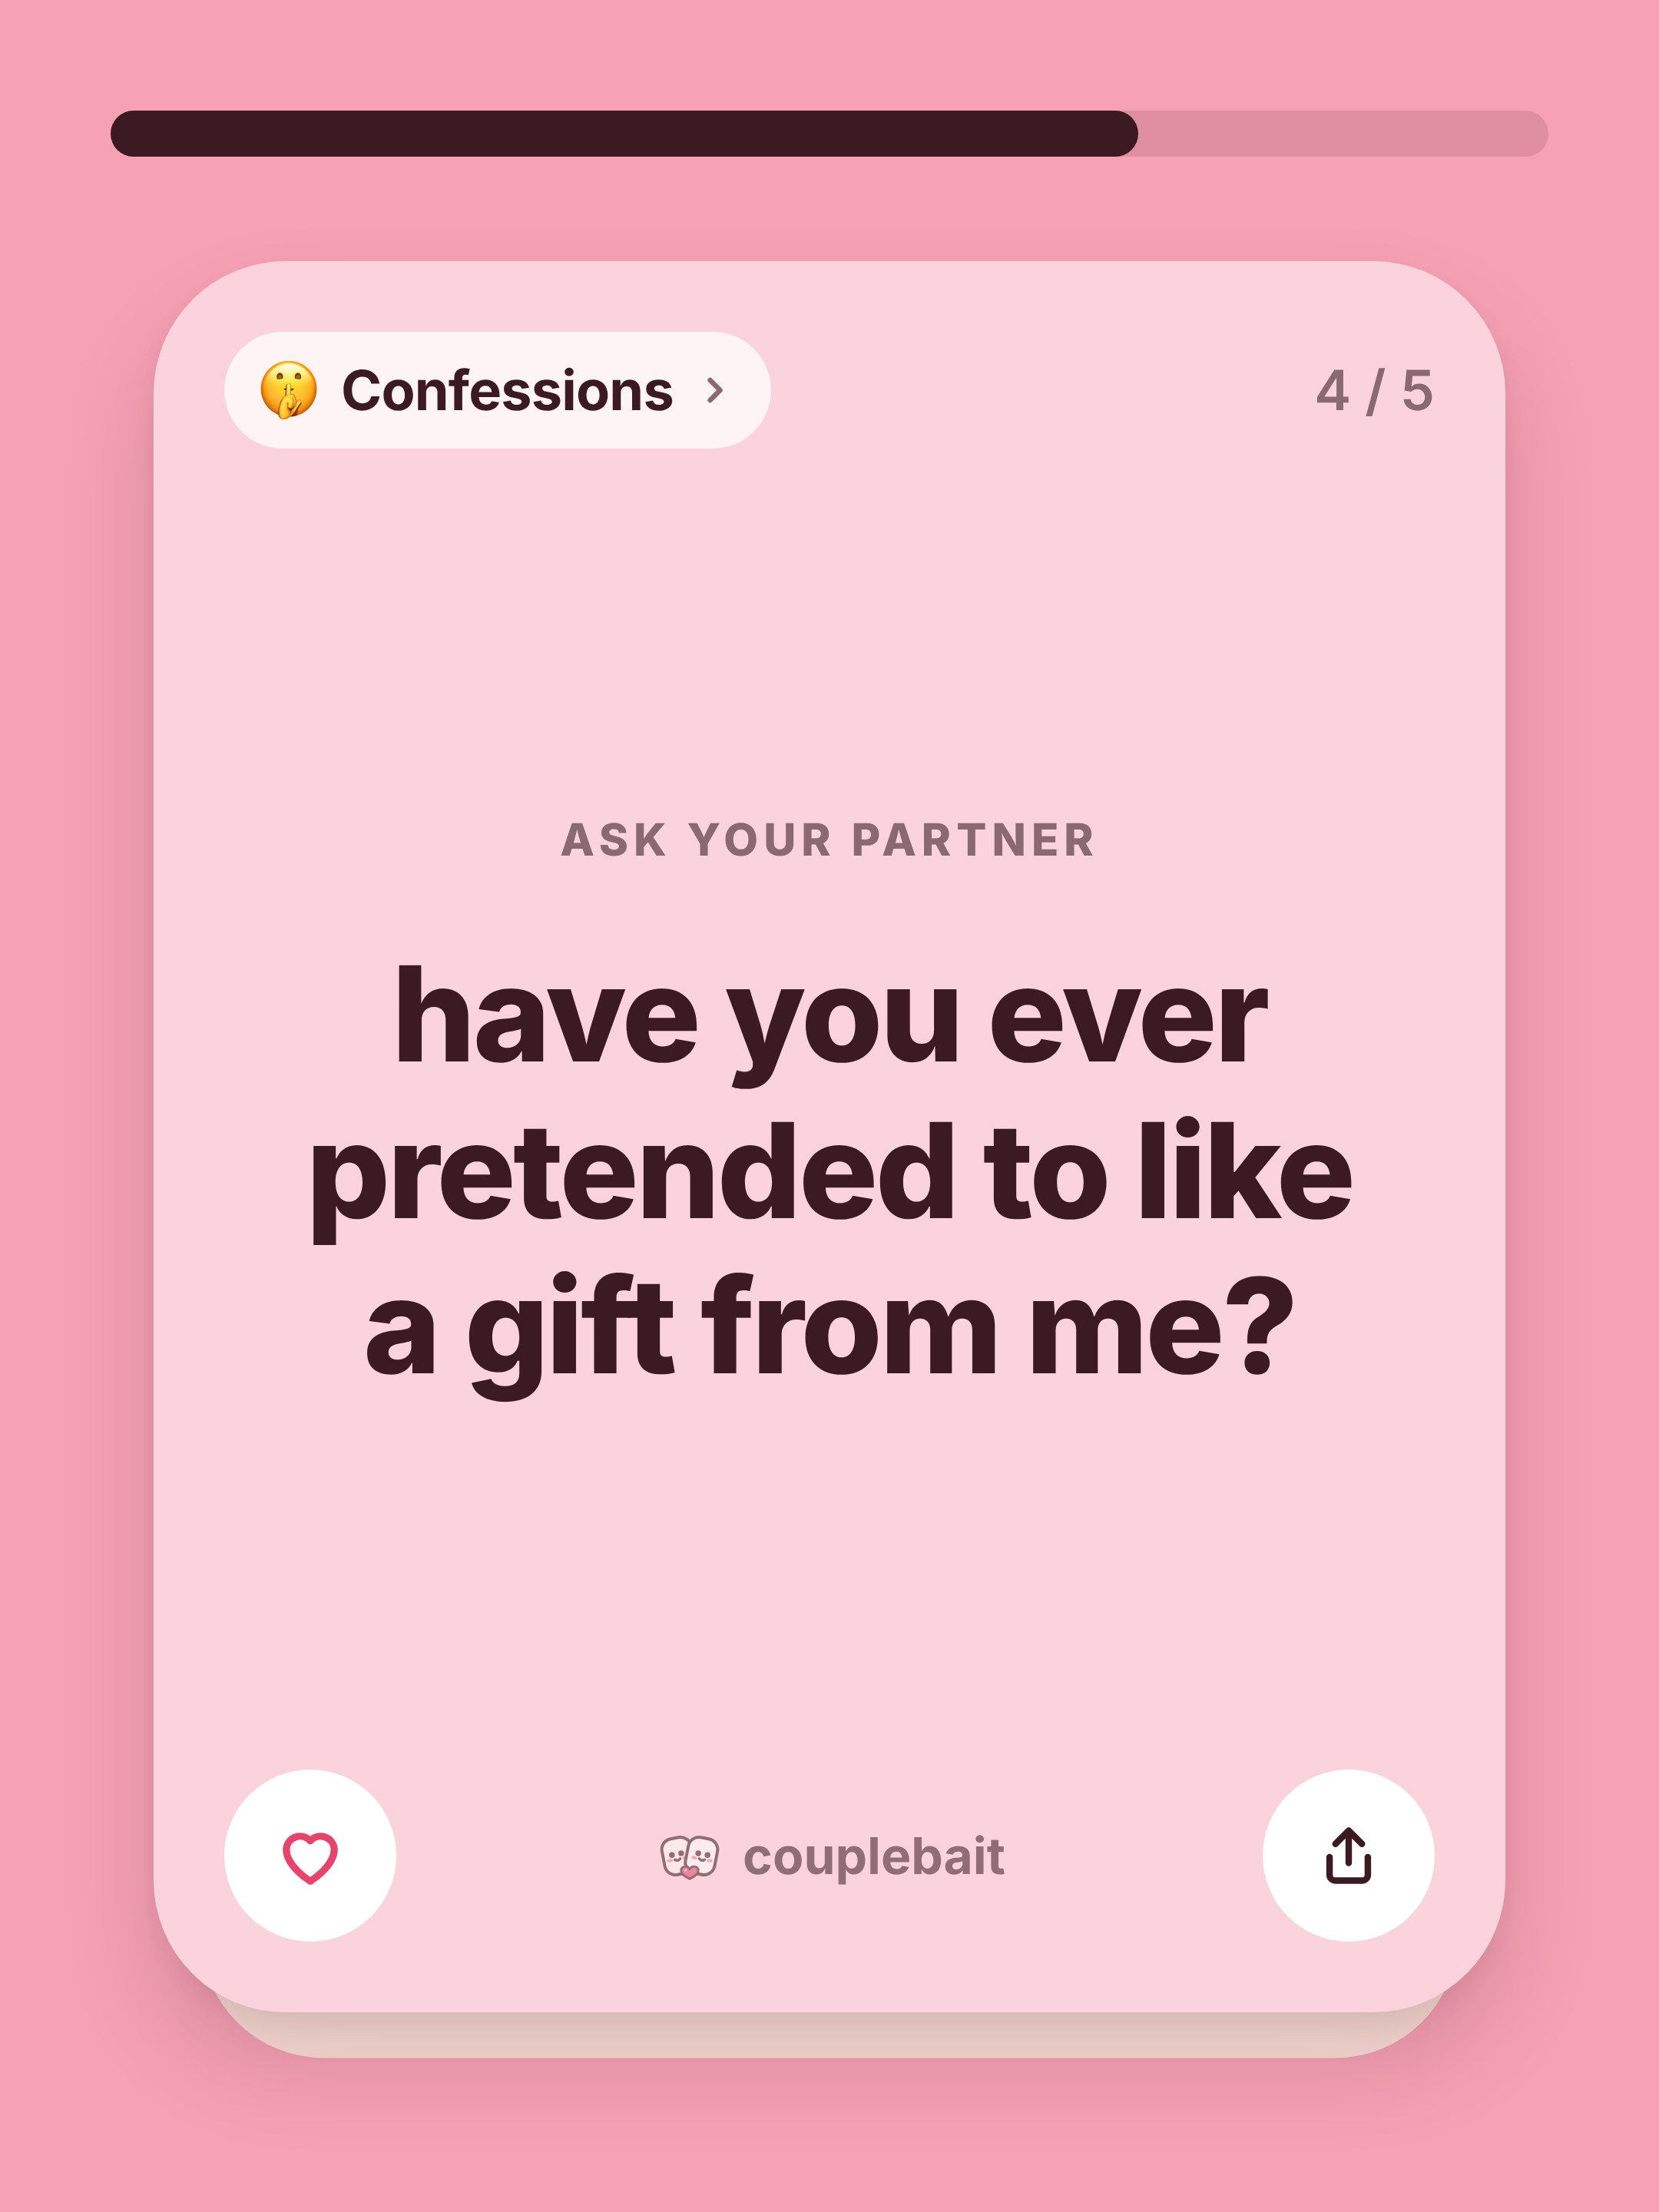 Confessions
4 / 5
ASK YOUR PARTNER
have you ever
pretended to like
a gift from me?
couplebait